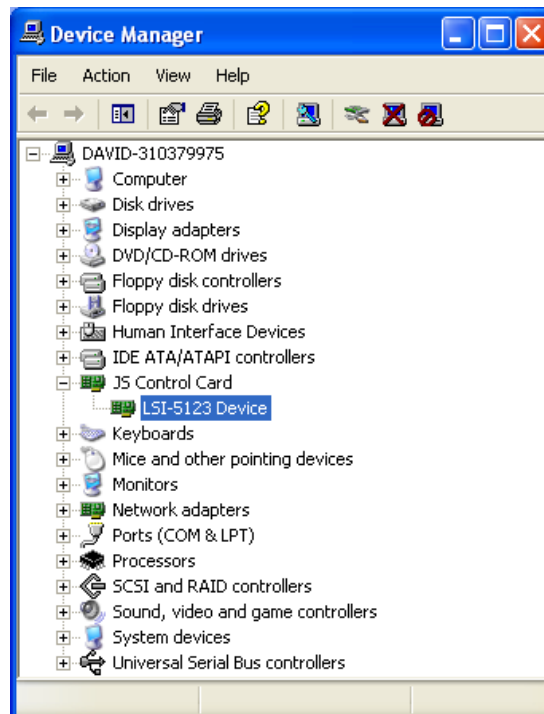 Device Manager
File Action View Help
DAVID-310379975
Computer
Disk drives
Display adapters
DVD/CD-ROM drives
Floppy disk controllers
Floppy disk drives
Human Interface Devices
IDE ATA/ATAPI controllers
JS Control Card
LSI-5123 Device
Keyboards
Mice and other pointing devices
Monitors
Network adapters
Ports (COM & LPT)
Processors
SCSI and RAID controllers
Sound, video and game controllers
System devices
Universal Serial Bus controllers